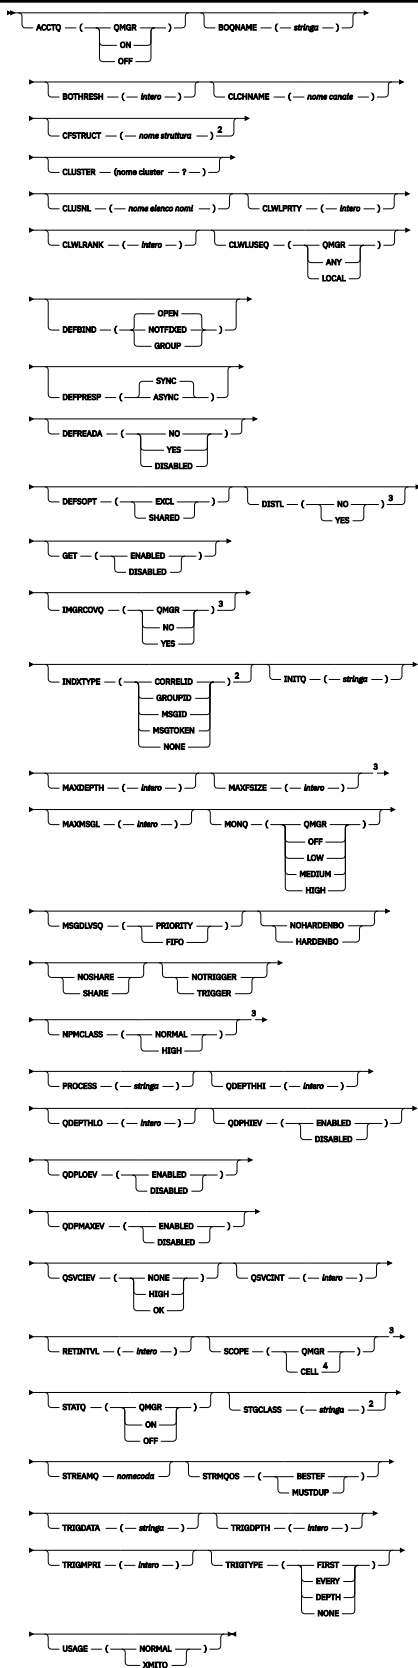 ACCTQ ( QMGR ) BOQNAME ( stringa )
ON
OFF
BOTHRESH ( intero ) CLCHNAME ( nome canale )
CFSTRUCT ( nome struttura ) 2
CLUSTER (nome cluster ? )
CLUSNL ( nome elenco nomi ) CLWLPRTY ( intero )
CLWLRANK ( intero ) CLWLUSEQ ( QMGR )
ANY
LOCAL
OPEN
DEFBIND ( NOTFIXED )
GROUP
SYNC
DEFPRESP ( ASYNC )
DEFREADA ( NO )
YES
DISABLED
DEFSOPT ( EXCL ) DISTL ( NO ) 3
SHARED YES
GET ( ENABLED )
DISABLED
IMGRCOVQ ( QMGR ) 3
NO
YES
INDXTYPE ( CORRELID ) 2 INITQ ( stringa )
GROUPID
MSGID
MSGTOKEN
NONE
MAXDEPTH ( intero ) MAXFSIZE ( intero ) 3
MAXMSGL ( intero ) MONQ ( QMGR )
OFF
LOW
MEDIUM
HIGH
MSGDLVSQ ( PRIORITY ) NOHARDENBO
FIFO HARDENBO
NOSHARE NOTRIGGER
SHARE TRIGGER
NPMCLASS ( NORMAL ) 3
HIGH
PROCESS ( stringa ) QDEPTHHI ( intero )
QDEPTHLO ( intero ) QDPHIEV ( ENABLED )
DISABLED
QDPLOEV ( ENABLED )
DISABLED
QDPMAXEV ( ENABLED )
DISABLED
QSVCIEV ( NONE ) QSVCINT ( intero )
HIGH
OK
RETINTVL ( intero ) SCOPE ( QMGR ) 3
CELL 4
STATQ ( QMGR ) STGCLASS ( stringa ) 2
ON
OFF
STREAMQ nomecoda STRMQOS ( BESTEF )
MUSTDUP
TRIGDATA ( stringa ) TRIGDPTH ( intero )
TRIGMPRI ( intero ) TRIGTYPE ( FIRST )
EVERY
DEPTH
NONE
USAGE ( NORMAL )
XMITQ